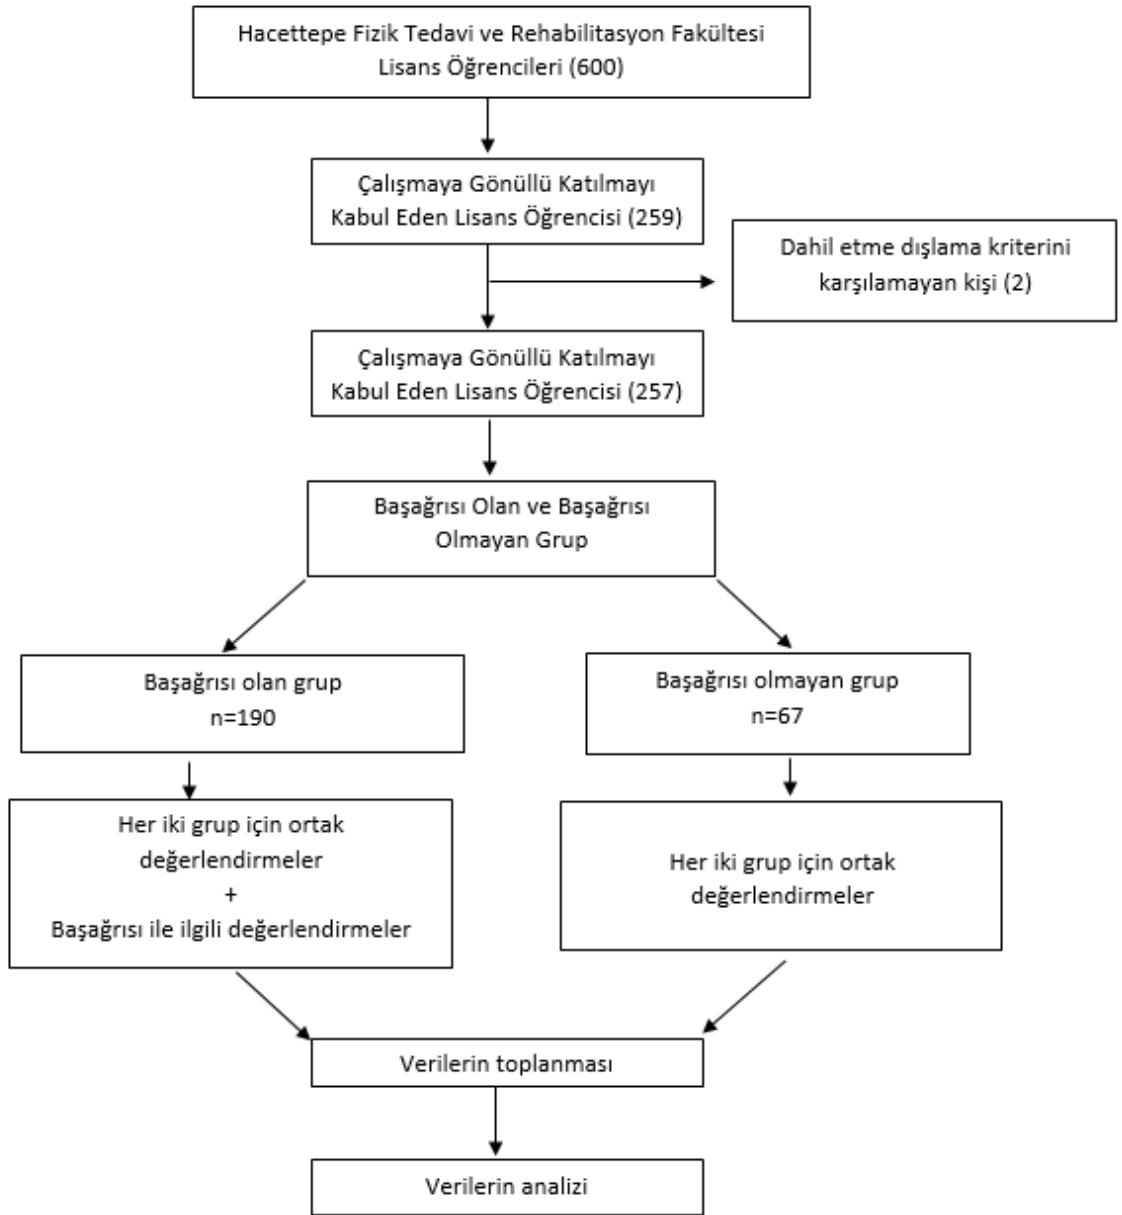 Hacettepe Fizik Tedavi ve Rehabilitasyon Fakültesi
Lisans Öğrencileri (600)
Çalışmaya Gönüllü Katılmayı
Kabul Eden Lisans Öğrencisi (259)
Dahil etme dışlama kriterini
karşılamayan kişi (2)
Çalışmaya Gönüllü Katılmayı
Kabul Eden Lisans Öğrencisi (257)
Başağrısı Olan ve Başağrısı
Olmayan Grup
Başağrısı olan grup
n=190
Başağrısı olmayan grup
n=67
Her iki grup için ortak
değerlendirmeler
+
Başağrısı ile ilgili değerlendirmeler
Her iki grup için ortak
değerlendirmeler
Verilerin toplanması
Verilerin analizi